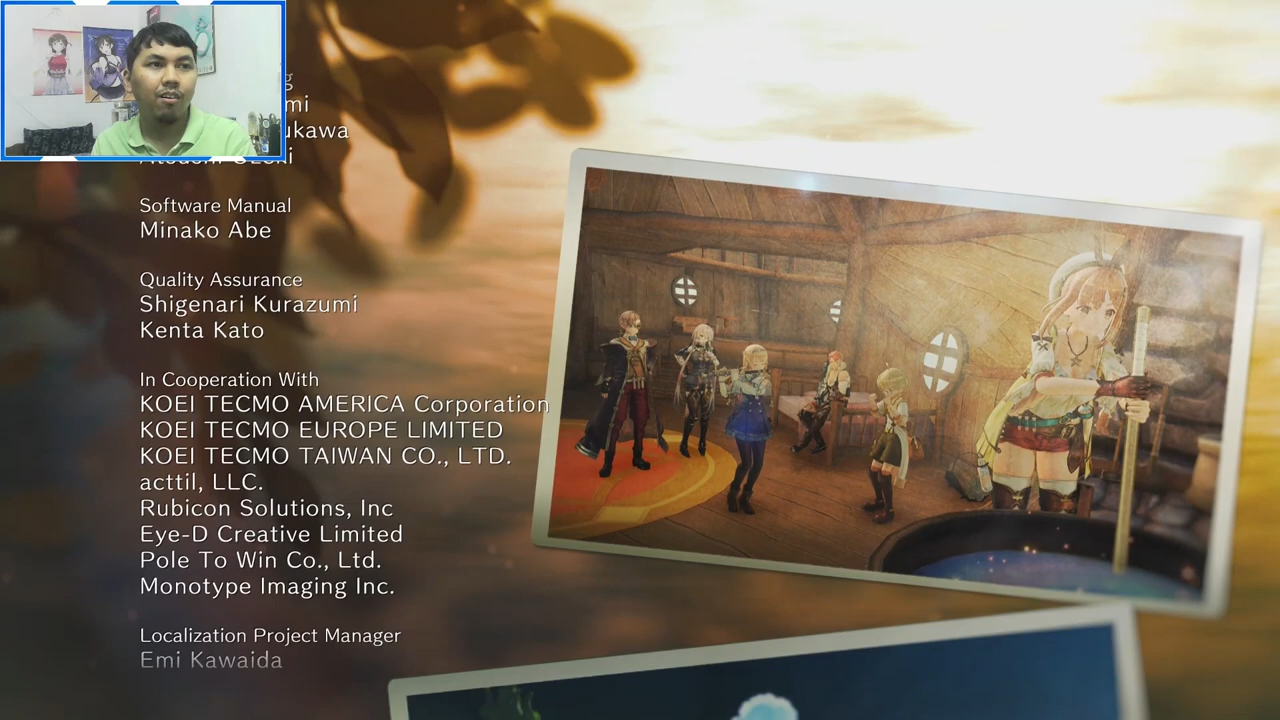 Software Manual
Minako Abe
Quality Assurance
Shigenari Kurazumi
Kenta Kato
In Cooperation With
KOEI TECMO AMERICA Corporation
KOEI TECMO EUROPE LIMITED
KOEI TECMO TAIWAN CO., LTD.
acttil, LLC.
Rubicon Solutions, Inc
Eye-D Creative Limited
Pole To Win Co., Ltd.
Monotype Imaging Inc.
Localization Project Manager
Emi Kawaida